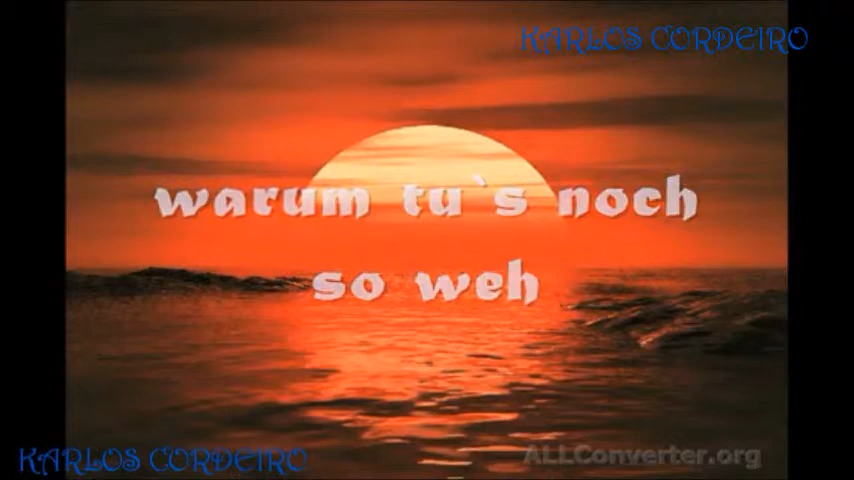 KARLOS CORDEIRO
warum tu`s noch
so weh
KARLOS CORDEIRO
ALLConverter.org